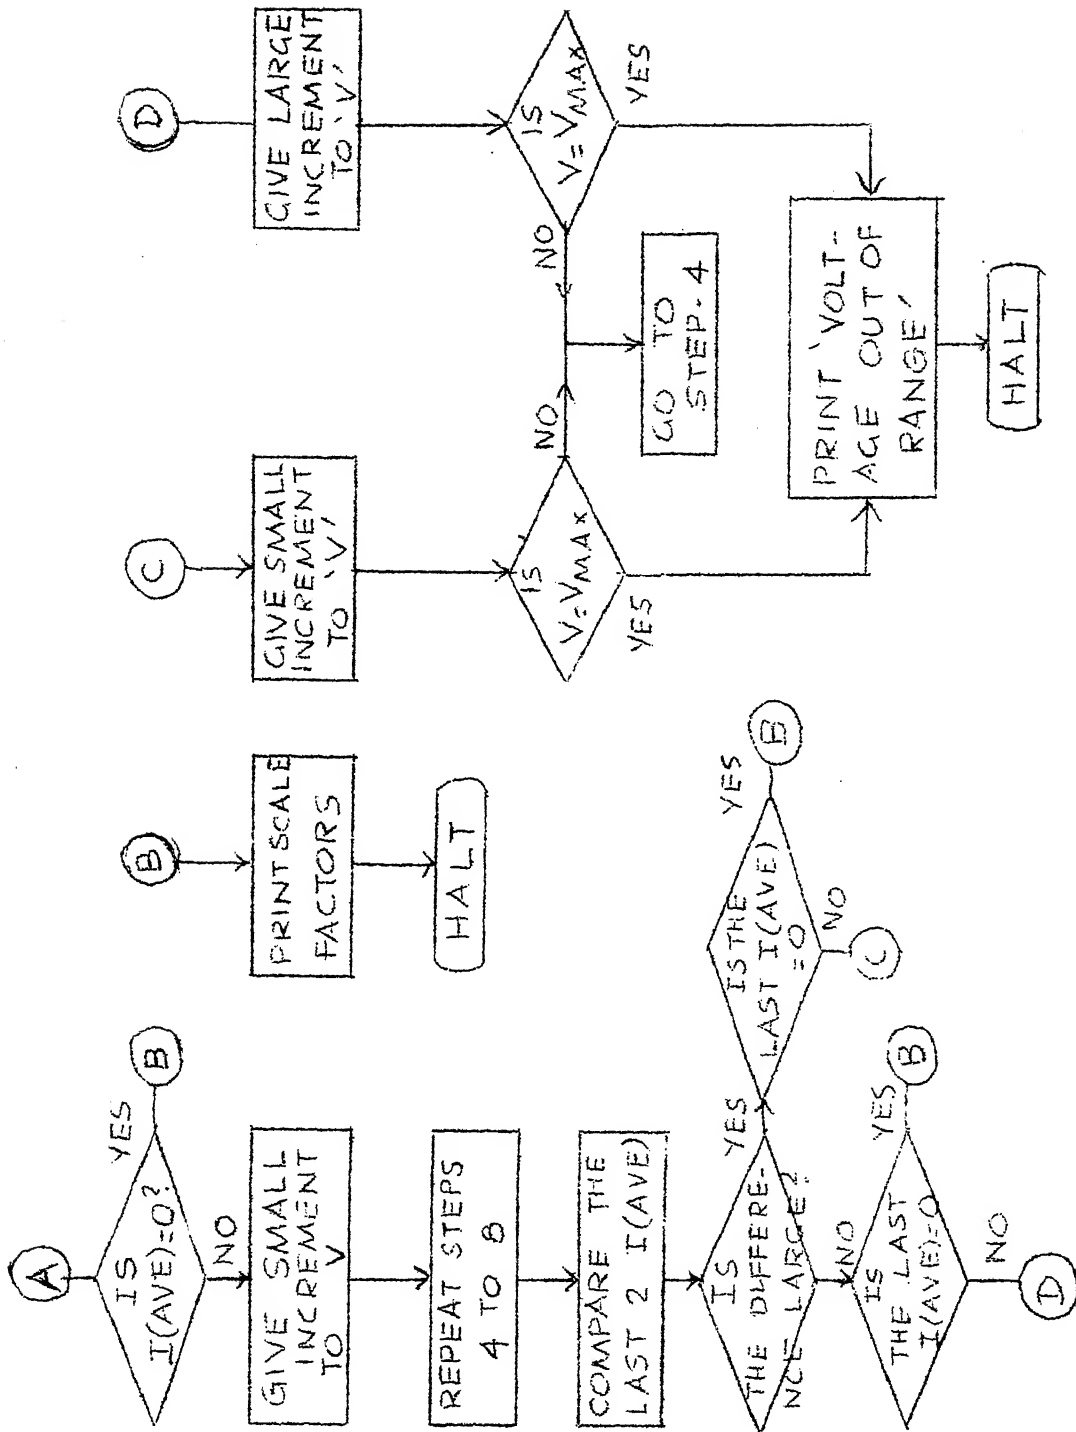 A
IS
I(AVE)=0?
YES
B
NO
GIVE SMALL
INCREMENT
TO V
REPEAT STEPS
4 TO 8
COMPARE THE
LAST 2 I(AVE)
IS
THE DIFFERE-
NCE LARGE?
YES
IS THE
LAST I(AVE)
=0
YES
B
NO
C
NO
IS
THE LAST
I(AVE)=0
YES
B
NO
D
B
PRINT SCALE
FACTORS
HALT
C
GIVE SMALL
INCREMENT
TO 'V'
IS
V=VMAX
NO
YES
D
GIVE LARGE
INCREMENT
TO 'V'
IS
V=VMAX
NO
YES
GO TO
STEP-4
PRINT 'VOLT-
AGE OUT OF
RANGE'
HALT